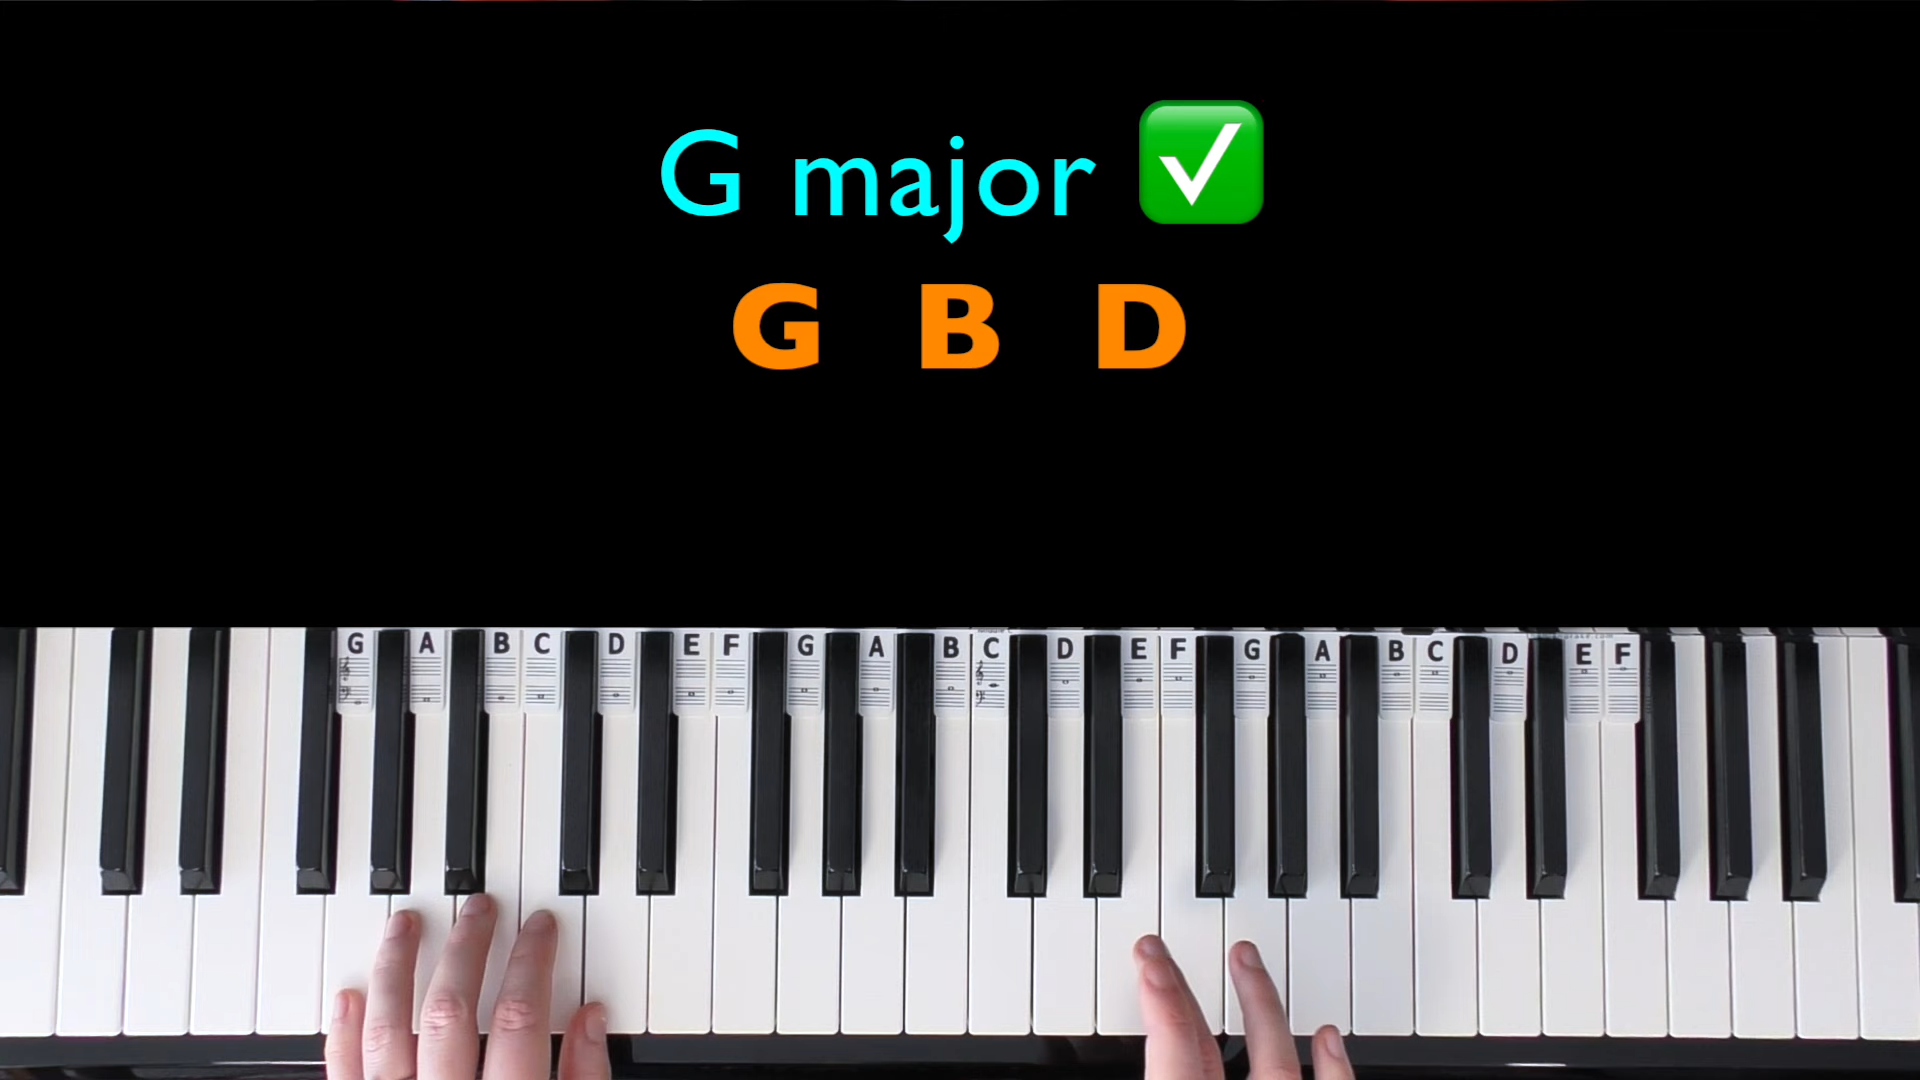 G major ✅
G B D
G A B C D E F G A B C D E F G A B C D E F